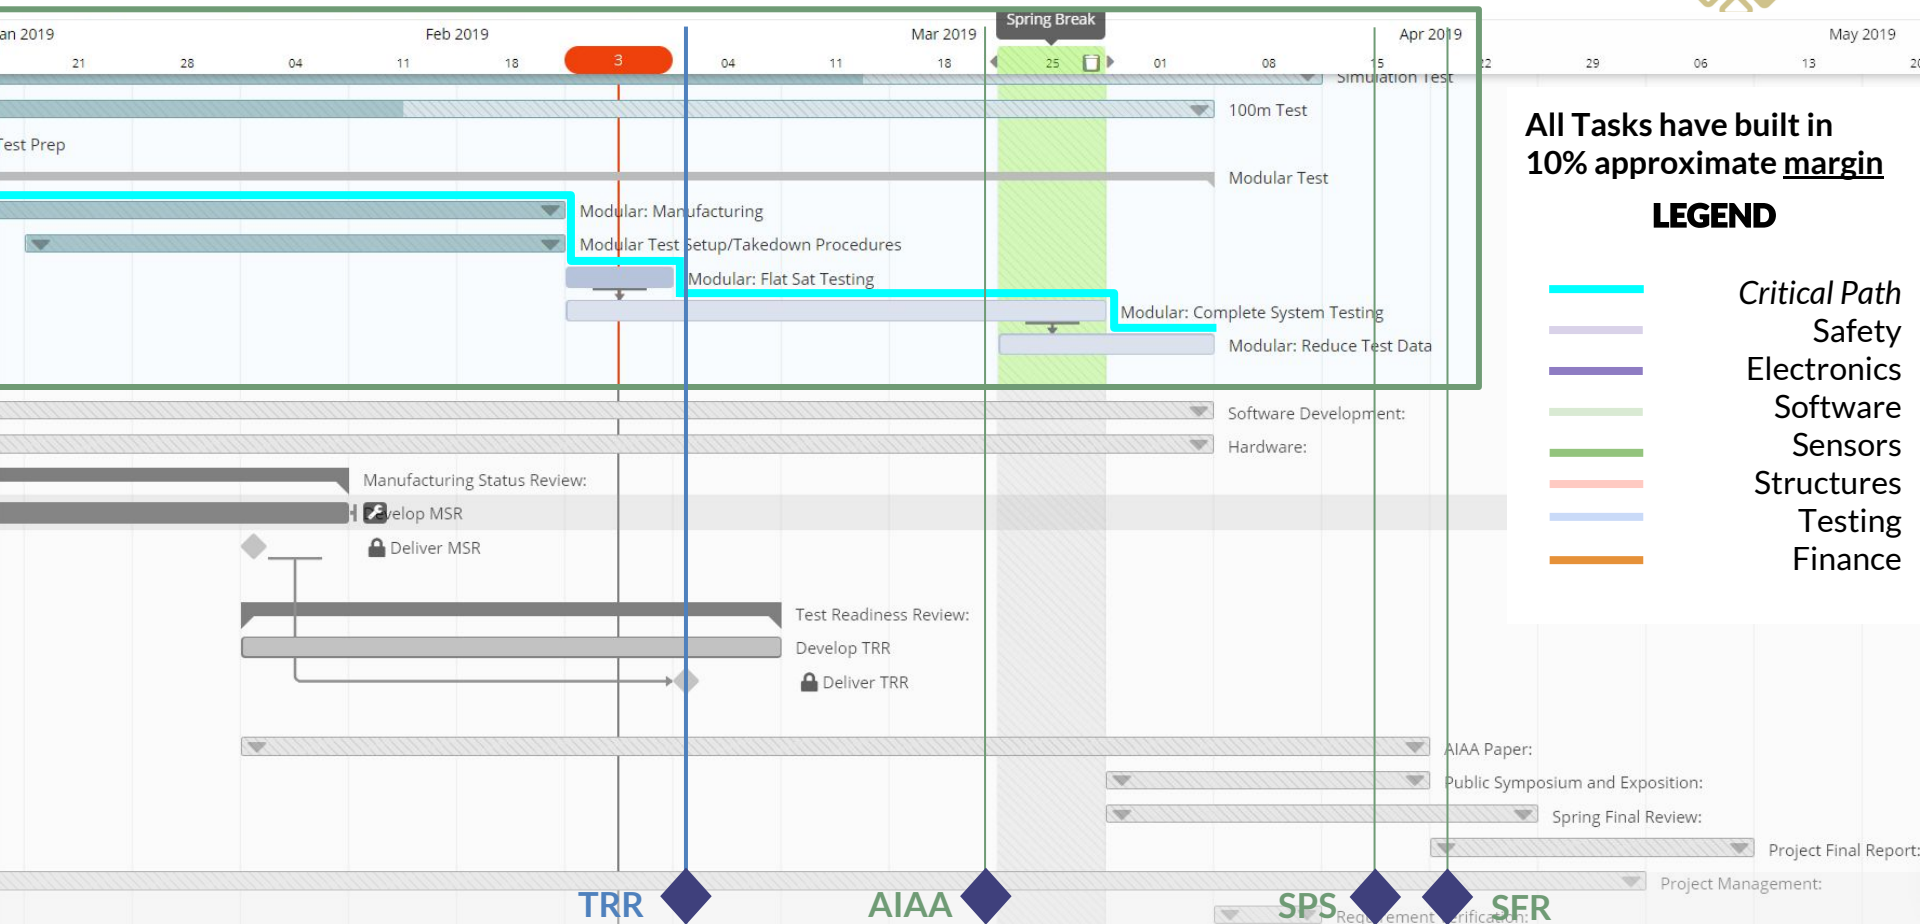 Spring Break
an 2019
Feb 2019
Mar 2019
Apr 2019
May 2019
21 28 04 11 18 3 04 11 18 25 01 08 15 22 29 06 13 20
Simulation Test
100m Test
Test Prep
Modular Test
Modular: Manufacturing
Modular Test Setup/Takedown Procedures
Modular: Flat Sat Testing
Modular: Complete System Testing
Modular: Reduce Test Data
Software Development:
Hardware:
Manufacturing Status Review:
Develop MSR
Deliver MSR
Test Readiness Review:
Develop TRR
Deliver TRR
AIAA Paper:
Public Symposium and Exposition:
Spring Final Review:
Project Final Report:
Project Management:
Requirement Verification:
TRR
AIAA
SPS
SFR
All Tasks have built in
10% approximate margin
LEGEND
Critical Path
Safety
Electronics
Software
Sensors
Structures
Testing
Finance